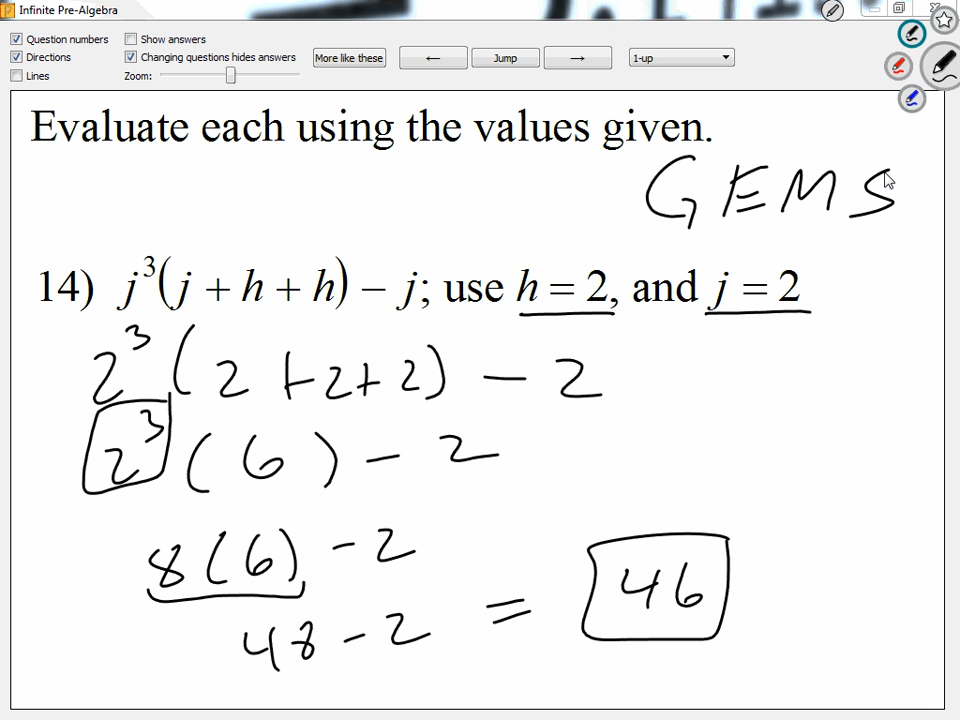 Infinite Pre-Algebra
Question numbers Show answers
Directions Changing questions hides answers More like these ← Jump → 1-up
Lines Zoom:
Evaluate each using the values given.
GEMS
14) j³(j + h + h) − j; use h = 2, and j = 2
2³(2+2+2) − 2
2³(6) − 2
8(6) − 2
48 − 2 = 46